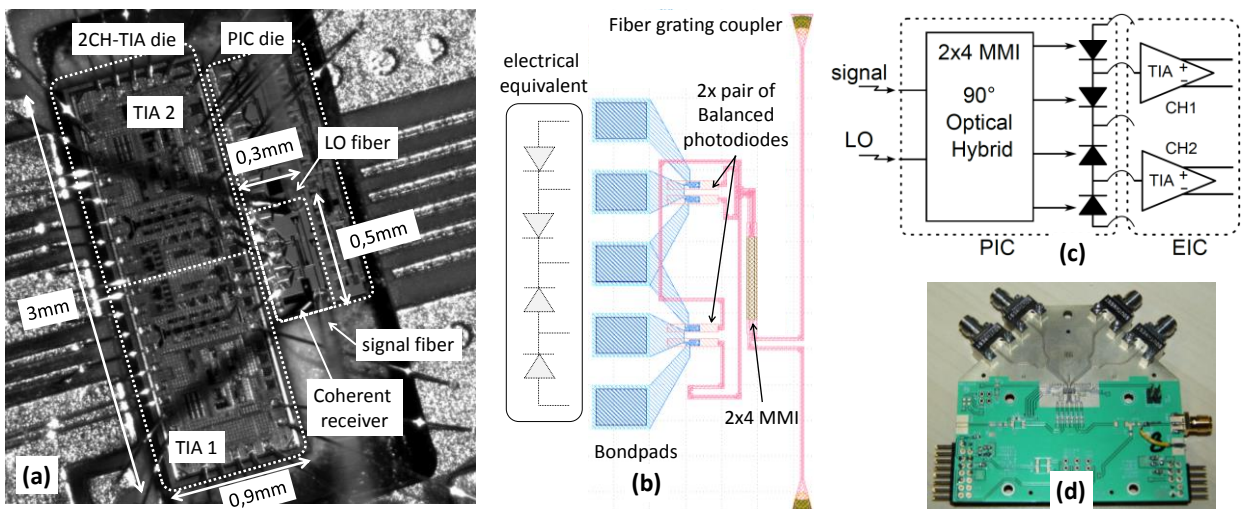 2CH-TIA die
PIC die
TIA 2
0,3mm
LO fiber
0,5mm
3mm
signal fiber
Coherent
receiver
TIA 1
0,9mm
(a)
electrical
equivalent
Fiber grating coupler
2x pair of
Balanced
photodiodes
2x4 MMI
Bondpads
(b)
signal
LO
2x4 MMI
90°
Optical
Hybrid
PIC
TIA
+
-
CH1
CH2
TIA
+
-
EIC
(c)
(d)